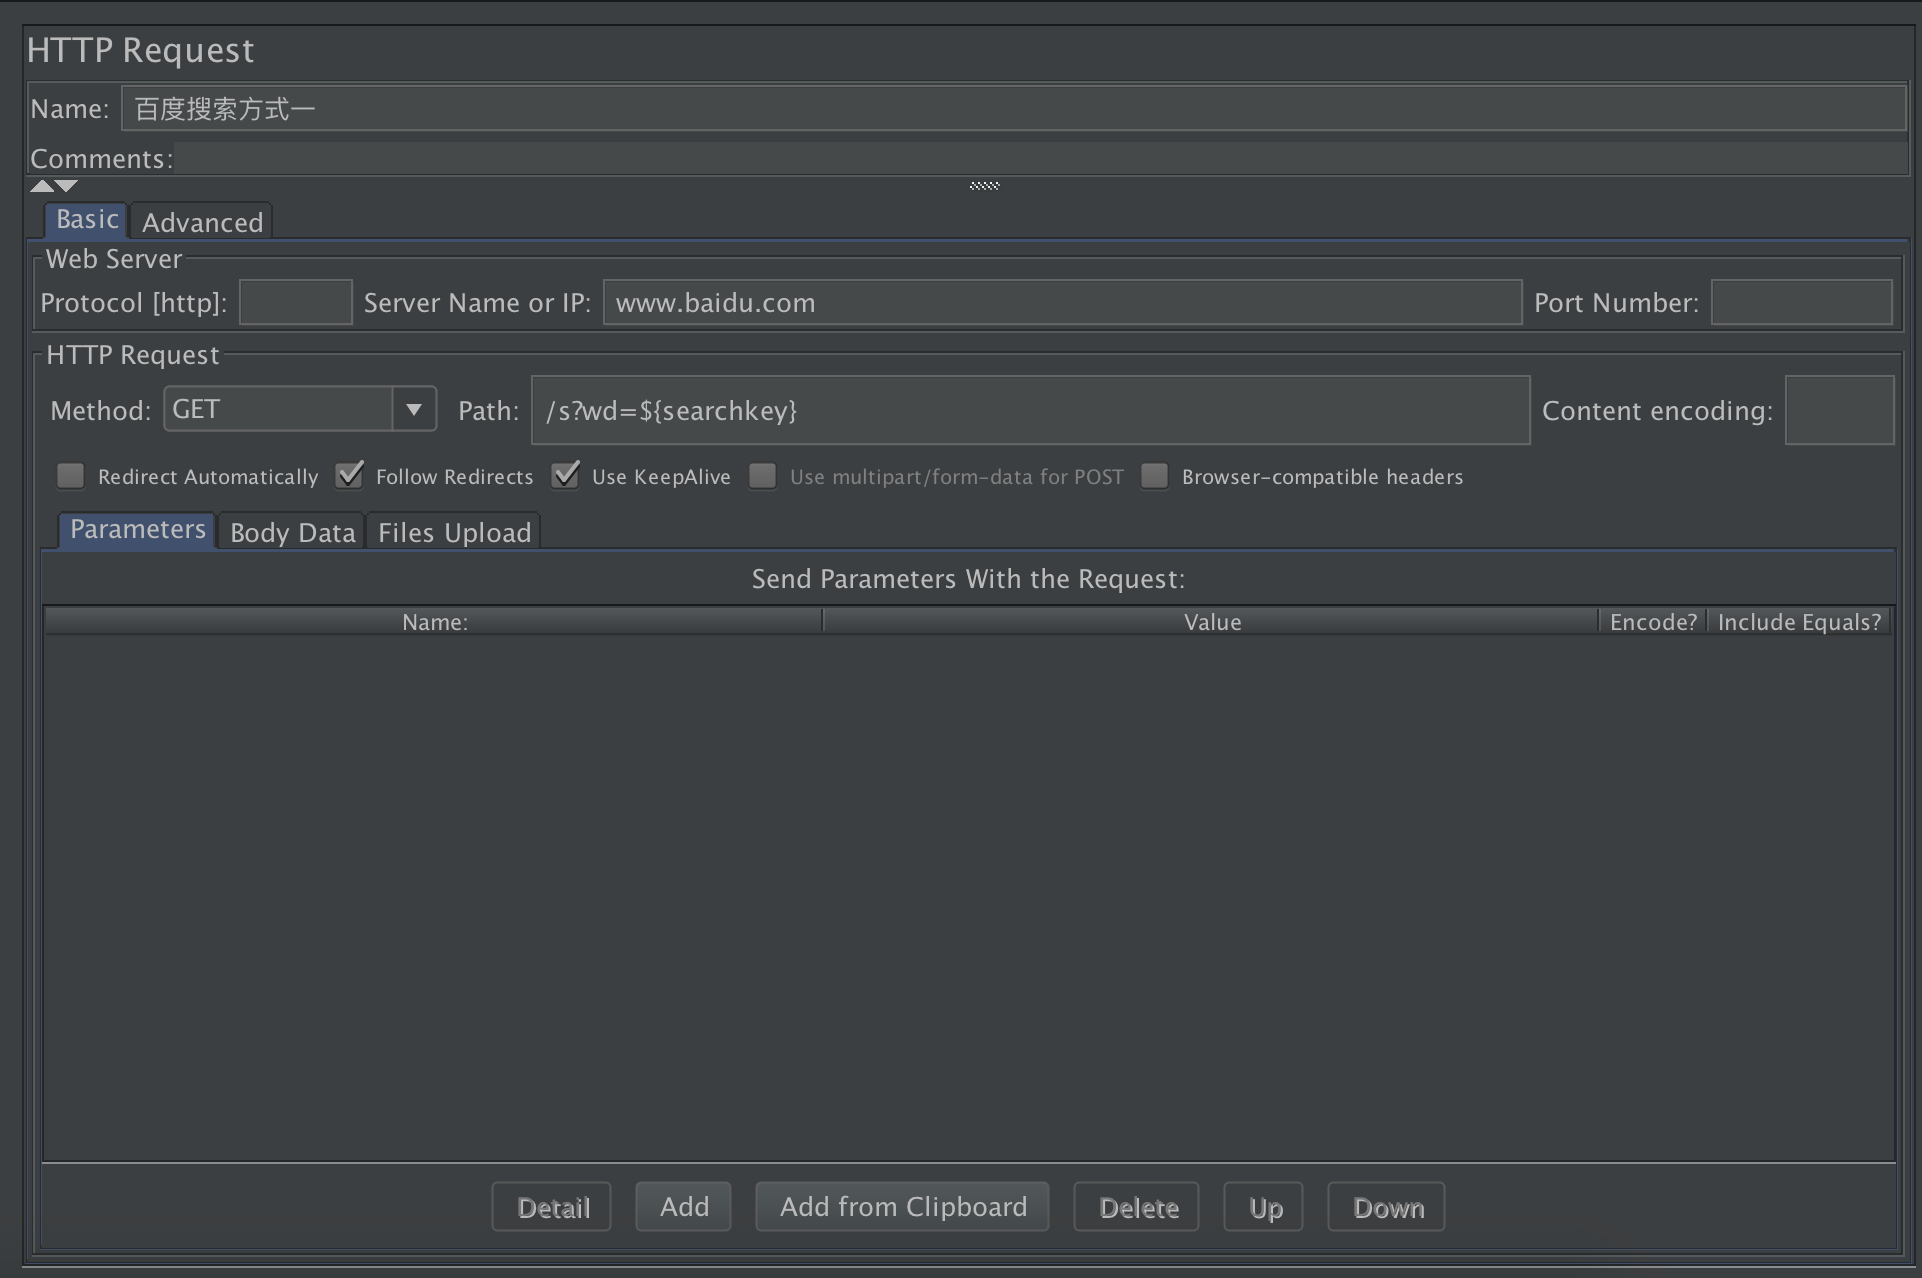 HTTP Request
Name: 百度搜索方式一
Comments:
Basic Advanced
Web Server
Protocol [http]: Server Name or IP: www.baidu.com Port Number:
HTTP Request
Method: GET Path: /s?wd=${searchkey} Content encoding:
Redirect Automatically Follow Redirects Use KeepAlive Use multipart/form-data for POST Browser-compatible headers
Parameters Body Data Files Upload
Send Parameters With the Request:
Name: Value Encode? Include Equals?
Detail Add Add from Clipboard Delete Up Down